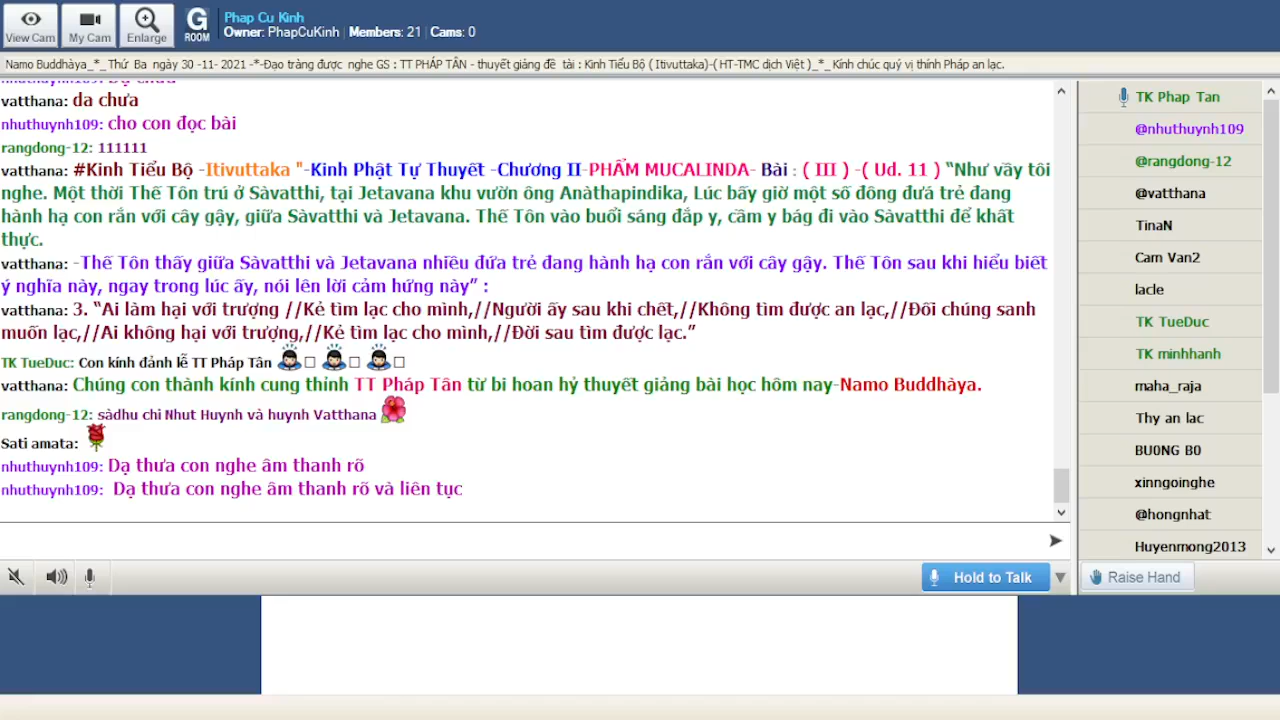 View Cam
My Cam
Enlarge
G
ROOM
Phap Cu Kinh
Owner: PhapCuKinh | Members: 21 | Cams: 0
Namo Buddhàya_*_Thứ Ba ngày 30 -11- 2021 -*-Đạo tràng được nghe GS : TT PHÁP TÂN - thuyết giảng đề tài : Kinh Tiểu Bộ ( Itivuttaka)-( HT-TMC dịch Việt )_*_Kính chúc quý vị thính Pháp an lạc.
vatthana: da chưa
nhuthuynh109: cho con đọc bài
rangdong-12: 111111
vatthana: #Kinh Tiểu Bộ -Itivuttaka "-Kinh Phật Tự Thuyết -Chương II-PHẨM MUCALINDA- Bài : ( III ) -( Ud. 11 ) “Như vầy tôi
nghe. Một thời Thế Tôn trú ở Sàvatthi, tại Jetavana khu vườn ông Anàthapindika, Lúc bấy giờ một số đông đưá trẻ đang
hành hạ con rắn với cây gậy, giữa Sàvatthi và Jetavana. Thế Tôn vào buổi sáng đắp y, cầm y bág đi vào Sàvatthi để khất
thực.
vatthana: -Thế Tôn thấy giữa Sàvatthi và Jetavana nhiều đứa trẻ đang hành hạ con rắn với cây gậy. Thế Tôn sau khi hiểu biết
ý nghĩa này, ngay trong lúc ấy, nói lên lời cảm hứng này” :
vatthana: 3. “Ai làm hại với trượng //Kẻ tìm lạc cho mình,//Người ấy sau khi chết,//Không tìm được an lạc,//Đối chúng sanh
muốn lạc,//Ai không hại với trượng,//Kẻ tìm lạc cho mình,//Đời sau tìm được lạc.”
TK TueDuc: Con kính đảnh lễ TT Pháp Tân
vatthana: Chúng con thành kính cung thỉnh TT Pháp Tân từ bi hoan hỷ thuyết giảng bài học hôm nay-Namo Buddhàya.
rangdong-12: sàdhu chi Nhut Huynh và huynh Vatthana
Sati amata:
nhuthuynh109: Dạ thưa con nghe âm thanh rõ
nhuthuynh109: Dạ thưa con nghe âm thanh rõ và liên tục
Hold to Talk
TK Phap Tan
@nhuthuynh109
@rangdong-12
@vatthana
TinaN
Cam Van2
lacle
TK TueDuc
TK minhhanh
maha_raja
Thy an lac
BU0NG B0
xinngoinghe
@hongnhat
Huyenmong2013
Raise Hand